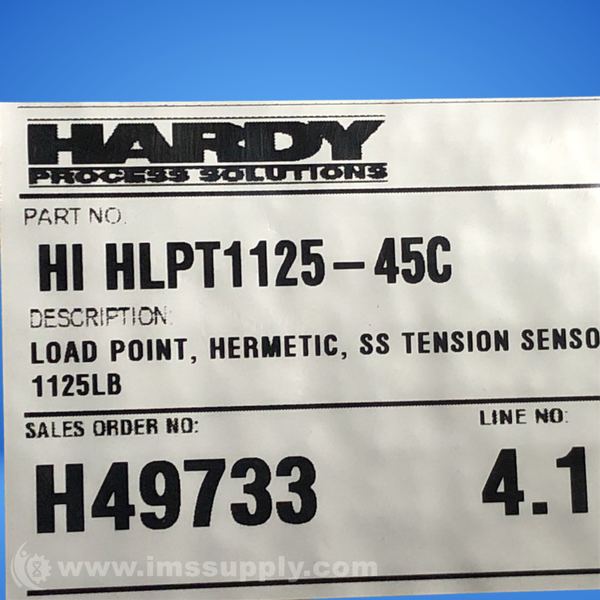 HARDY
PROCESS SOLUTIONS
PART NO.
HI HLPT1125-45C
DESCRIPTION:
LOAD POINT, HERMETIC, SS TENSION SENSO
1125LB
SALES ORDER NO:
LINE NO:
H49733
4.1
www.imssupply.com